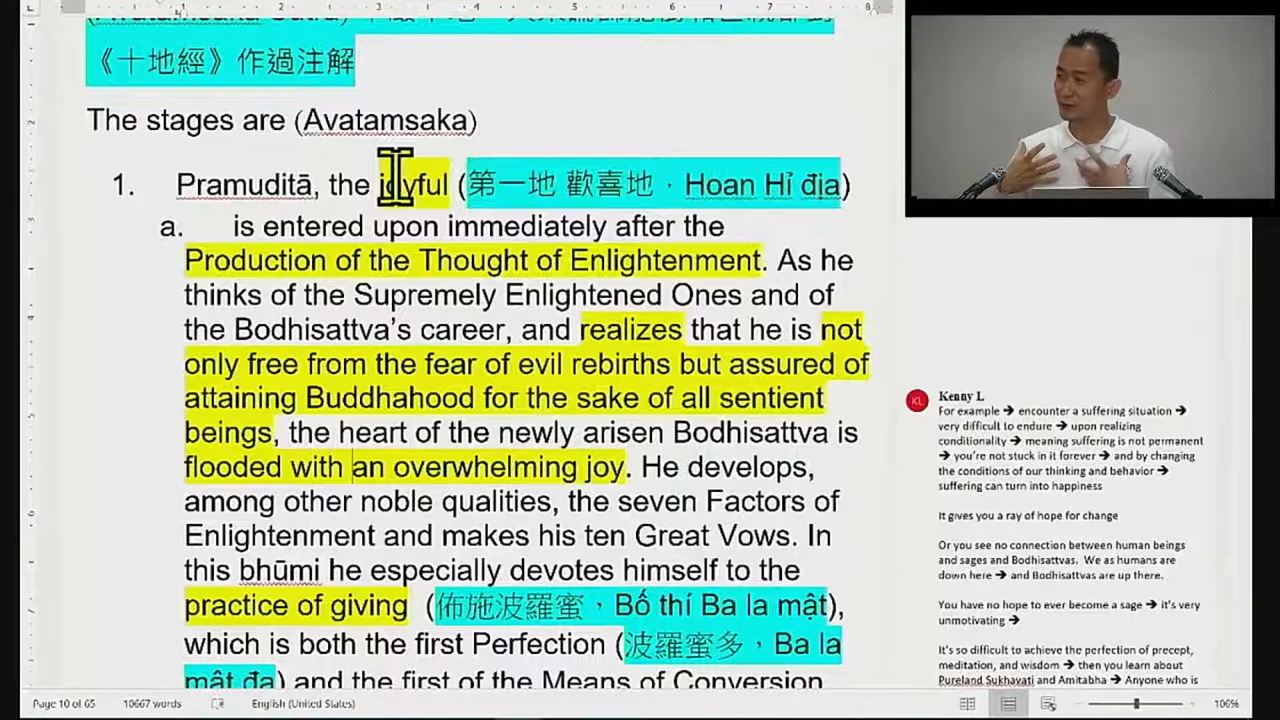 《十地經》作過注解
The stages are (Avatamsaka)
1. Pramuditā, the joyful (第一地 歡喜地，Hoan Hỉ địa)
a. is entered upon immediately after the
Production of the Thought of Enlightenment. As he
thinks of the Supremely Enlightened Ones and of
the Bodhisattva's career, and realizes that he is not
only free from the fear of evil rebirths but assured of
attaining Buddhahood for the sake of all sentient
beings, the heart of the newly arisen Bodhisattva is
flooded with an overwhelming joy. He develops,
among other noble qualities, the seven Factors of
Enlightenment and makes his ten Great Vows. In
this bhūmi he especially devotes himself to the
practice of giving (佈施波羅蜜，Bố thí Ba la mật),
which is both the first Perfection (波羅蜜多，Ba la
mật đa) and the first of the Means of Conversion
KL
Kenny L
For example → encounter a suffering situation →
very difficult to endure → upon realizing
conditionality → meaning suffering is not permanent
→ you're not stuck in it forever → and by changing
the conditions of our thinking and behavior →
suffering can turn into happiness
It gives you a ray of hope for change
Or you see no connection between human beings
and sages and Bodhisattvas. We as humans are
down here → and Bodhisattvas are up there.
You have no hope to ever become a sage → it's very
unmotivating →
It's so difficult to achieve the perfection of precept,
meditation, and wisdom → then you learn about
Pureland Sukhavati and Amitabha → Anyone who is
Page 10 of 65 10667 words English (United States) 106%